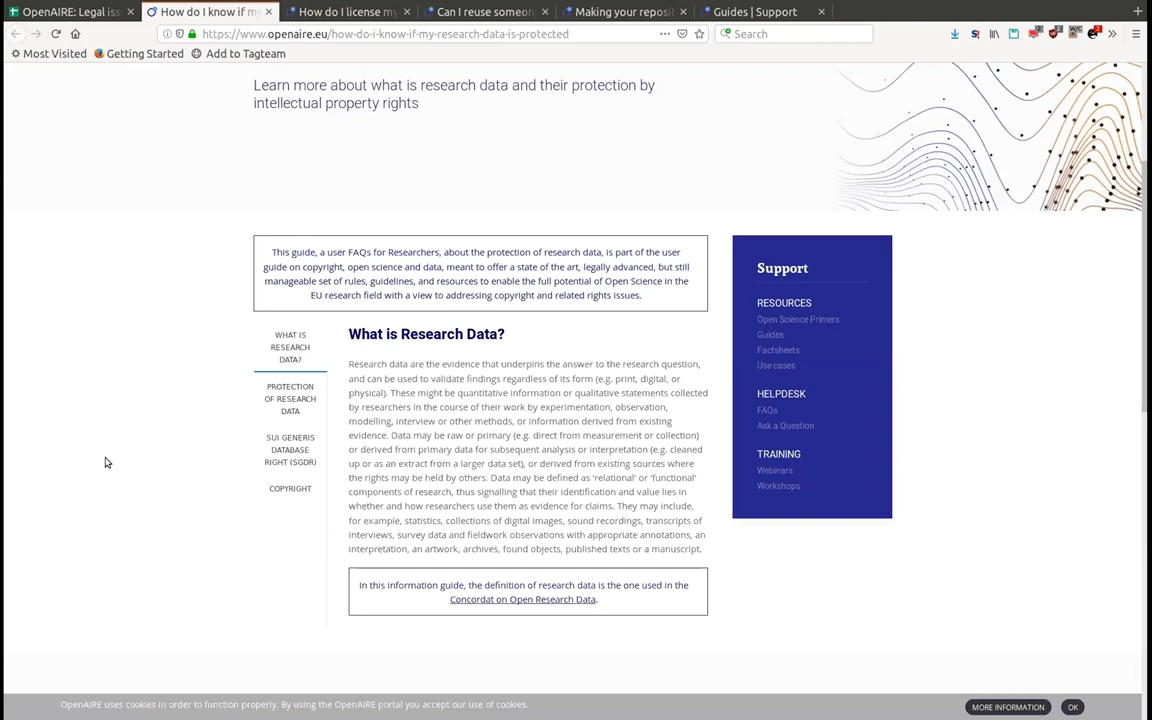 OpenAIRE: Legal iss
How do I know if my
How do I license my
Can I reuse someon
Making your reposi
Guides | Support
https://www.openaire.eu/how-do-i-know-if-my-research-data-is-protected
Search
Most Visited
Getting Started
Add to Tagteam
Learn more about what is research data and their protection by
intellectual property rights
This guide, a user FAQs for Researchers, about the protection of research data, is part of the user
guide on copyright, open science and data, meant to offer a state of the art, legally advanced, but still
manageable set of rules, guidelines, and resources to enable the full potential of Open Science in the
EU research field with a view to addressing copyright and related rights issues.
WHAT IS
RESEARCH
DATA?
PROTECTION
OF RESEARCH
DATA
SUI GENERIS
DATABASE
RIGHT (SGDR)
COPYRIGHT
What is Research Data?
Research data are the evidence that underpins the answer to the research question,
and can be used to validate findings regardless of its form (e.g. print, digital, or
physical). These might be quantitative information or qualitative statements collected
by researchers in the course of their work by experimentation, observation,
modelling, interview or other methods, or information derived from existing
evidence. Data may be raw or primary (e.g. direct from measurement or collection)
or derived from primary data for subsequent analysis or interpretation (e.g. cleaned
up or as an extract from a larger data set), or derived from existing sources where
the rights may be held by others. Data may be defined as 'relational' or 'functional'
components of research, thus signalling that their identification and value lies in
whether and how researchers use them as evidence for claims. They may include,
for example, statistics, collections of digital images, sound recordings, transcripts of
interviews, survey data and fieldwork observations with appropriate annotations, an
interpretation, an artwork, archives, found objects, published texts or a manuscript.
In this information guide, the definition of research data is the one used in the
Concordat on Open Research Data.
Support
RESOURCES
Open Science Primers
Guides
Factsheets
Use cases
HELPDESK
FAQs
Ask a Question
TRAINING
Webinars
Workshops
OpenAIRE uses cookies in order to function properly. By using the OpenAIRE portal you accept our use of cookies.
MORE INFORMATION
OK